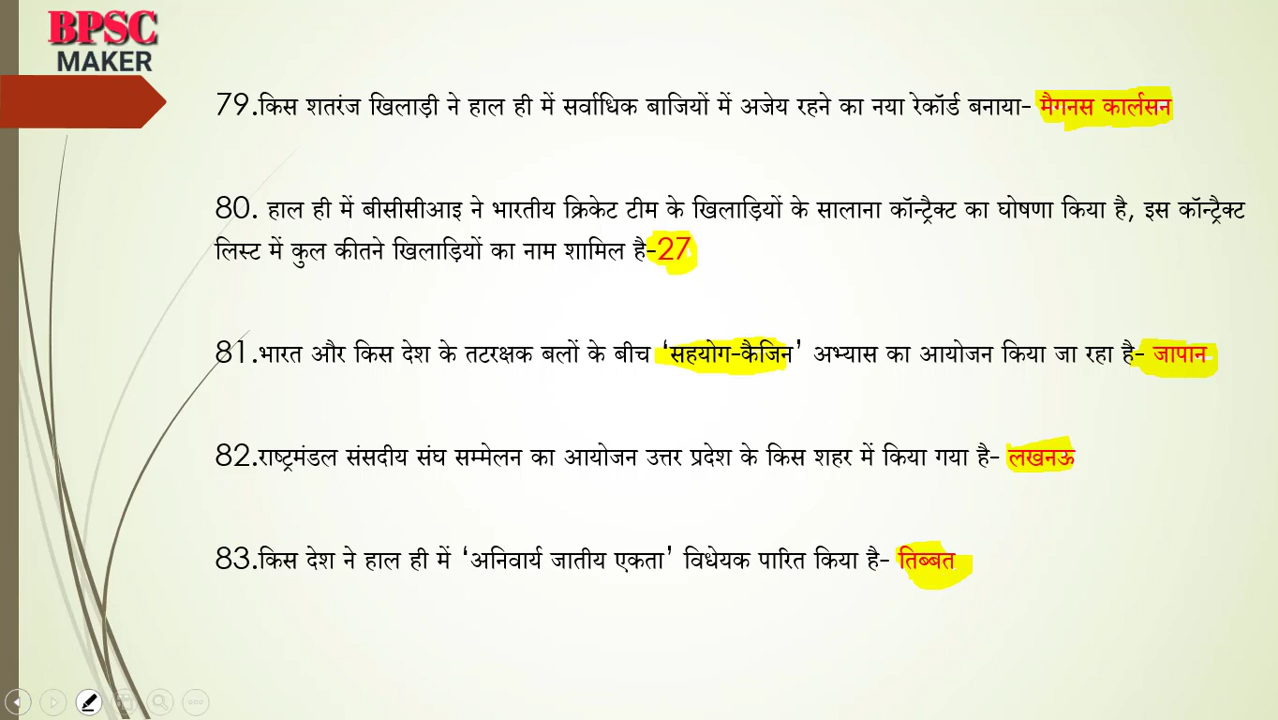 BPSC
MAKER
79.किस शतरंज खिलाड़ी ने हाल ही में सर्वाधिक बाजियों में अजेय रहने का नया रेकॉर्ड बनाया- मैगनस कार्लसन
80. हाल ही में बीसीसीआइ ने भारतीय क्रिकेट टीम के खिलाड़ियों के सालाना कॉन्ट्रैक्ट का घोषणा किया है, इस कॉन्ट्रैक्ट
लिस्ट में कुल कीतने खिलाड़ियों का नाम शामिल है-27
81.भारत और किस देश के तटरक्षक बलों के बीच ‘सहयोग-कैजिन’ अभ्यास का आयोजन किया जा रहा है- जापान
82.राष्ट्रमंडल संसदीय संघ सम्मेलन का आयोजन उत्तर प्रदेश के किस शहर में किया गया है- लखनऊ
83.किस देश ने हाल ही में ‘अनिवार्य जातीय एकता’ विधेयक पारित किया है- तिब्बत